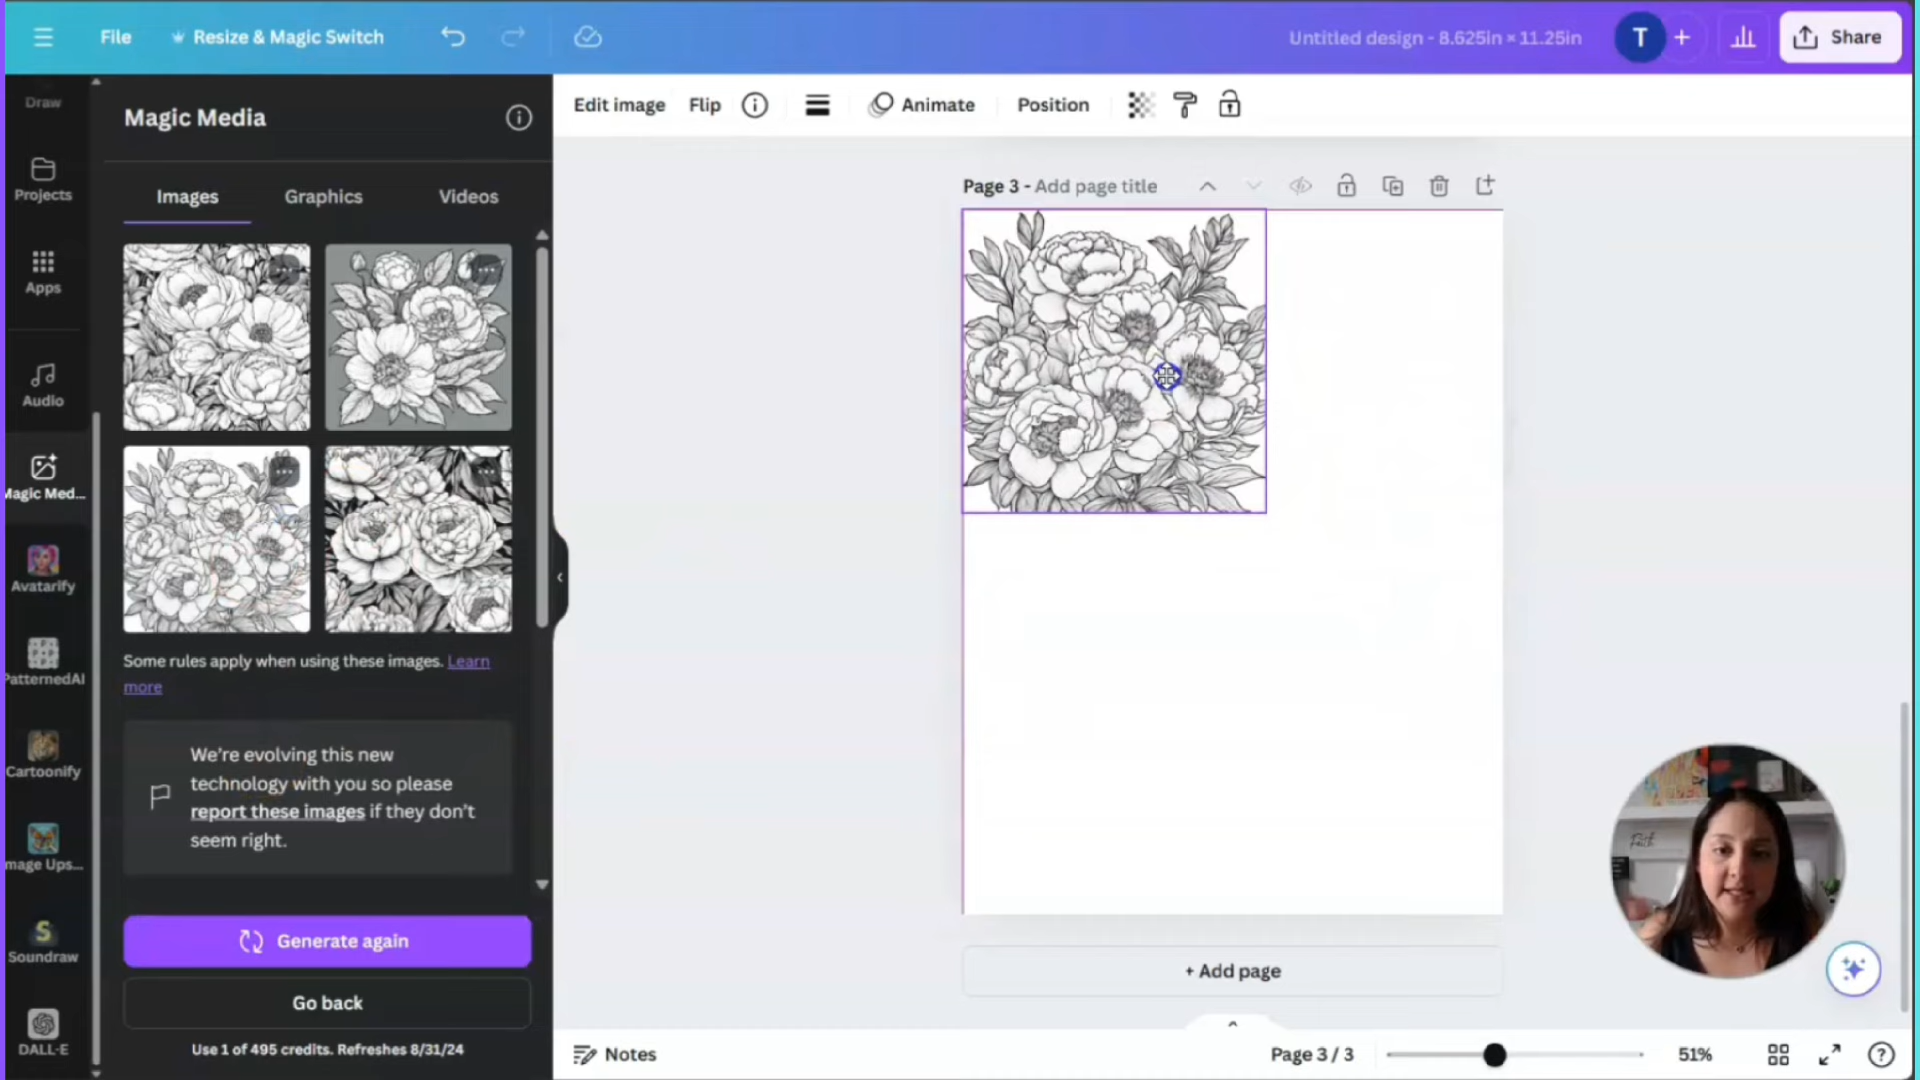 File
Resize & Magic Switch
Untitled design - 8.625in × 11.25in
T
Share
Draw
Projects
Apps
Audio
Magic Med...
Avatarify
PatternedAI
Cartoonify
mage Ups...
Soundraw
DALL·E
Magic Media
Images
Graphics
Videos
Some rules apply when using these images. Learn
more
We're evolving this new
technology with you so please
report these images if they don't
seem right.
Generate again
Go back
Use 1 of 495 credits. Refreshes 8/31/24
Edit image
Flip
Animate
Position
Page 3 - Add page title
+ Add page
Faith
Notes
Page 3 / 3
51%